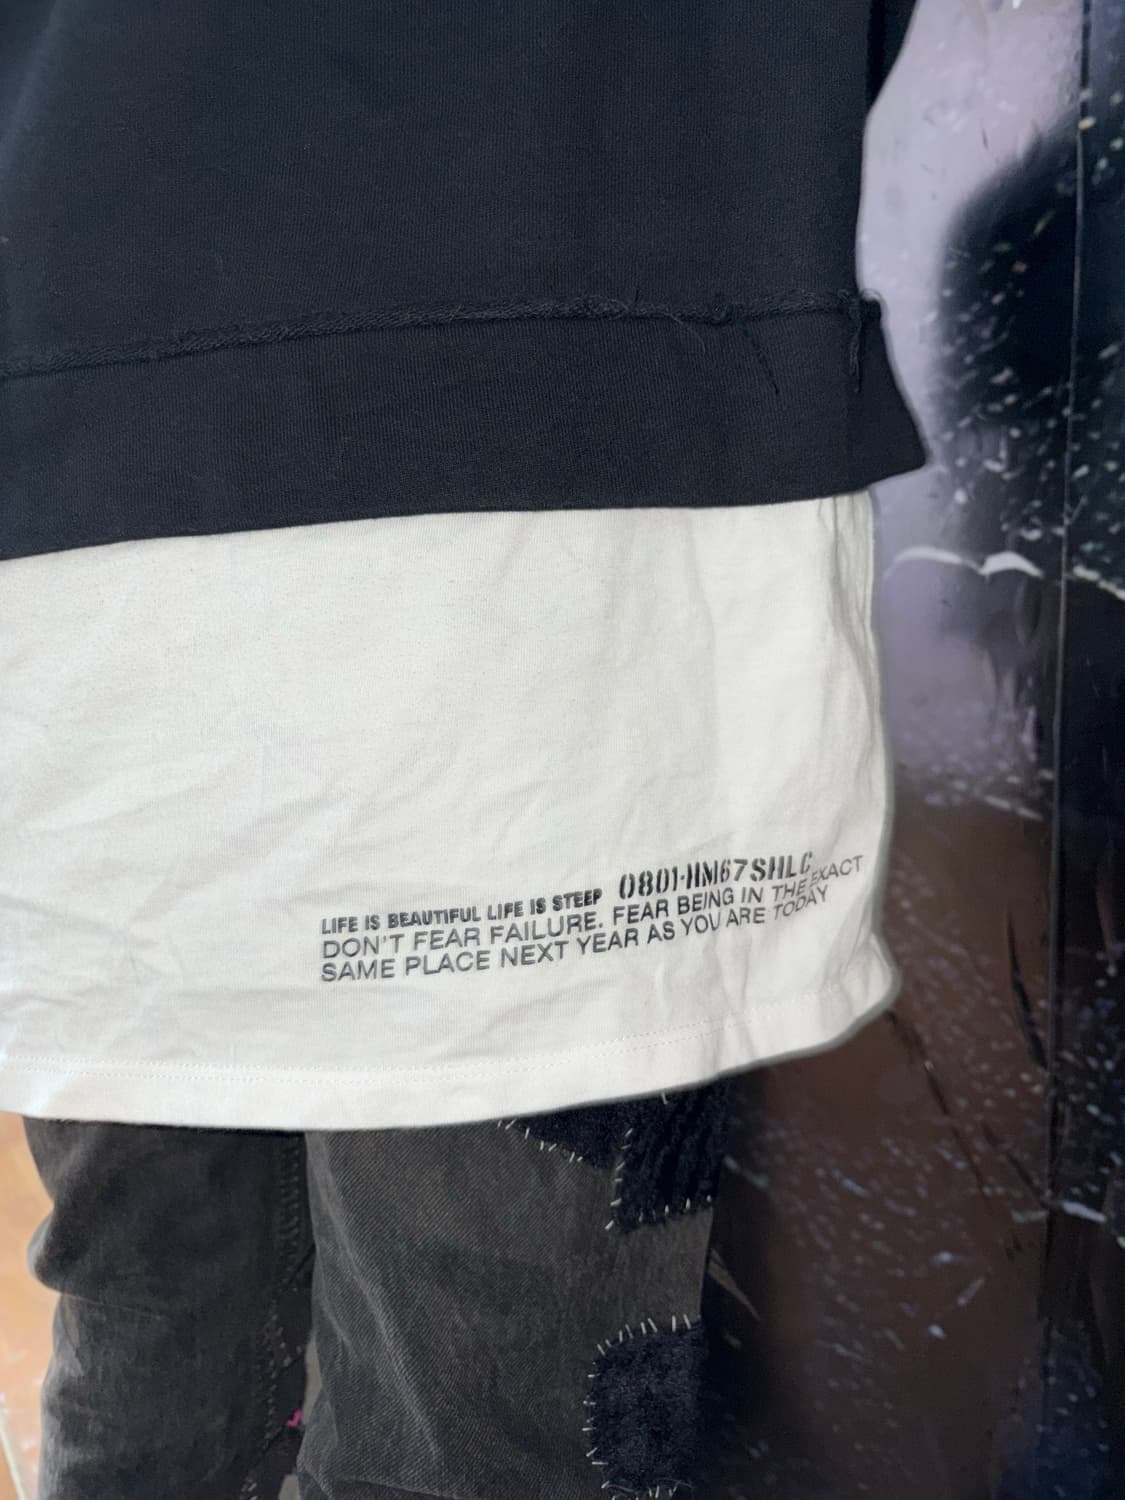 LIFE IS BEAUTIFUL LIFE IS STEEP 0801-HM67SHLC
DON'T FEAR FAILURE. FEAR BEING IN THE EXACT
SAME PLACE NEXT YEAR AS YOU ARE TODAY